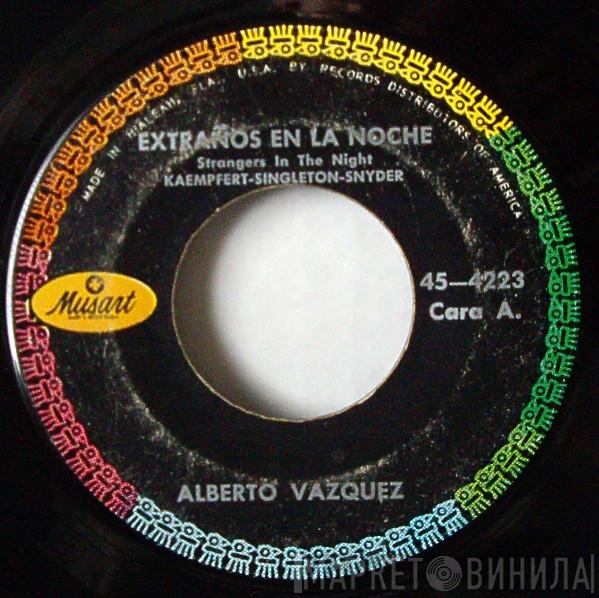 MADE IN HIALEAH, FLA., U.S.A. BY RECORDS DISTRIBUTORS OF AMERICA
EXTRAÑOS EN LA NOCHE
Strangers In The Night
KAEMPFERT-SINGLETON-SNYDER
Musart
45-4223
Cara A.
ALBERTO VAZQUEZ
МАРКЕТ ВИНИЛА